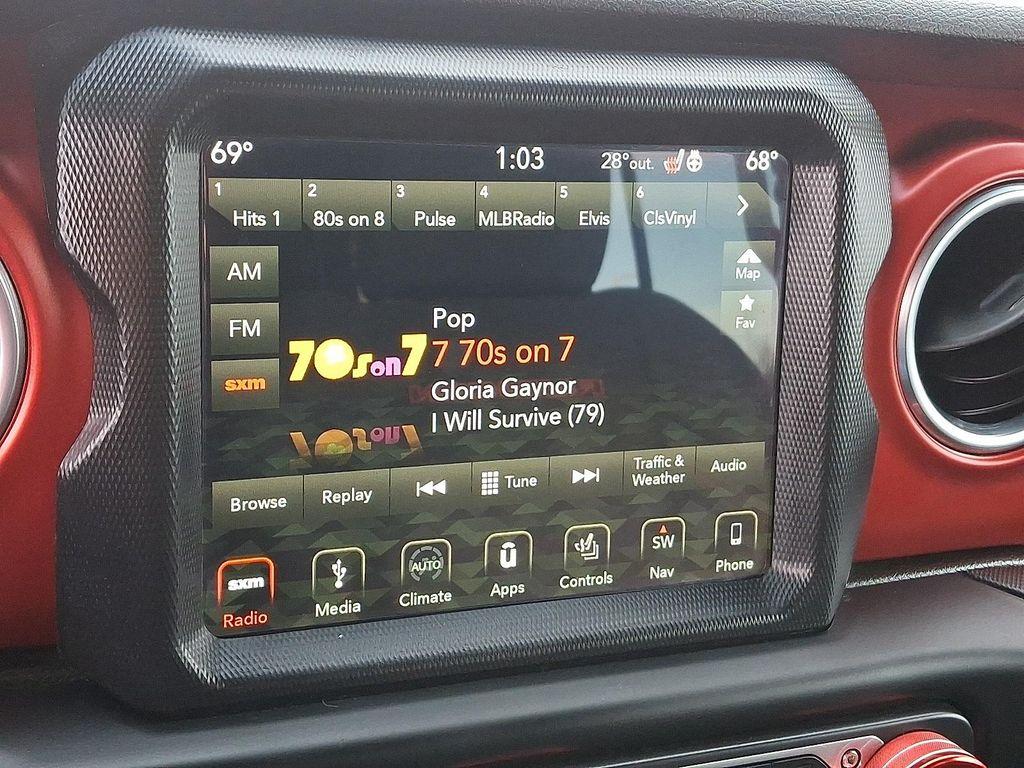 69° 1:03 28°out. 68°
1 2 3 4 5 6
Hits 1 80s on 8 Pulse MLBRadio Elvis ClsVinyl
AM
Map
FM
Fav
sxm
70s on 7
Pop
7 70s on 7
Gloria Gaynor
I Will Survive (79)
Browse Replay Tune Traffic & Weather Audio
sxm AUTO ū SW
Radio Media Climate Apps Controls Nav Phone